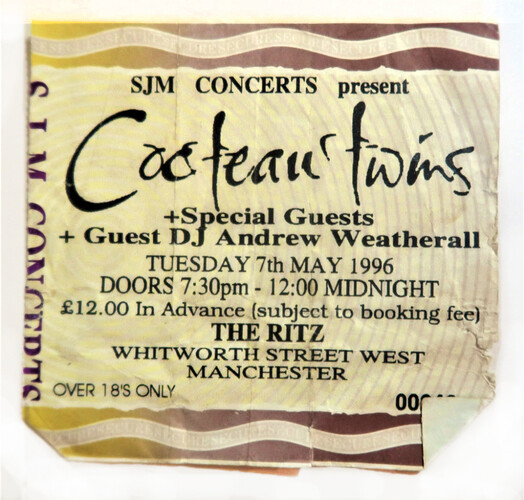 SJM CONCERTS present
Cocteau twins
+Special Guests
+ Guest DJ Andrew Weatherall
TUESDAY 7th MAY 1996
DOORS 7:30pm - 12:00 MIDNIGHT
£12.00 In Advance (subject to booking fee)
THE RITZ
WHITWORTH STREET WEST
MANCHESTER
OVER 18'S ONLY
SJM CONCERTS